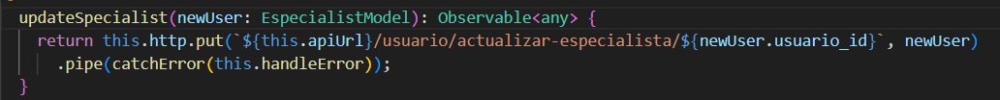 updateSpecialist(newUser: EspecialistModel): Observable<any> {
return this.http.put(`${this.apiUrl}/usuario/actualizar-especialista/${newUser.usuario_id}`, newUser)
.pipe(catchError(this.handleError));
}